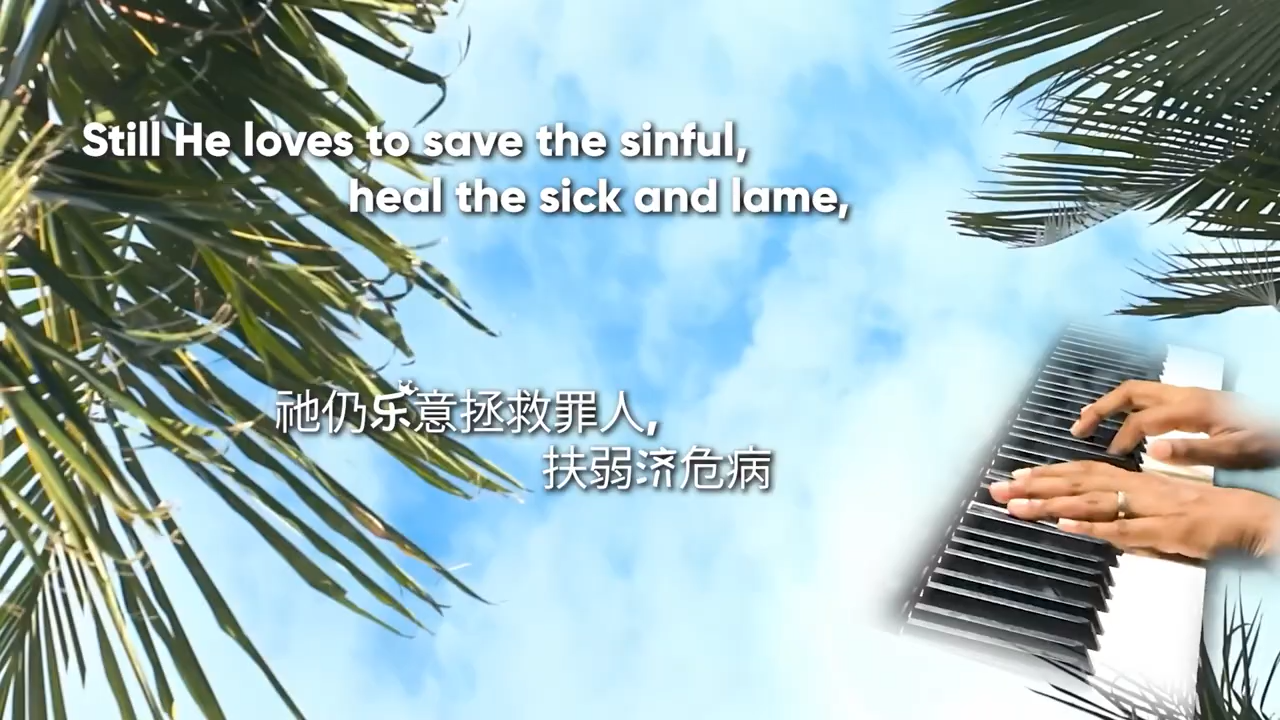 Still He loves to save the sinful,
heal the sick and lame,
祂仍乐意拯救罪人,
扶弱济危病